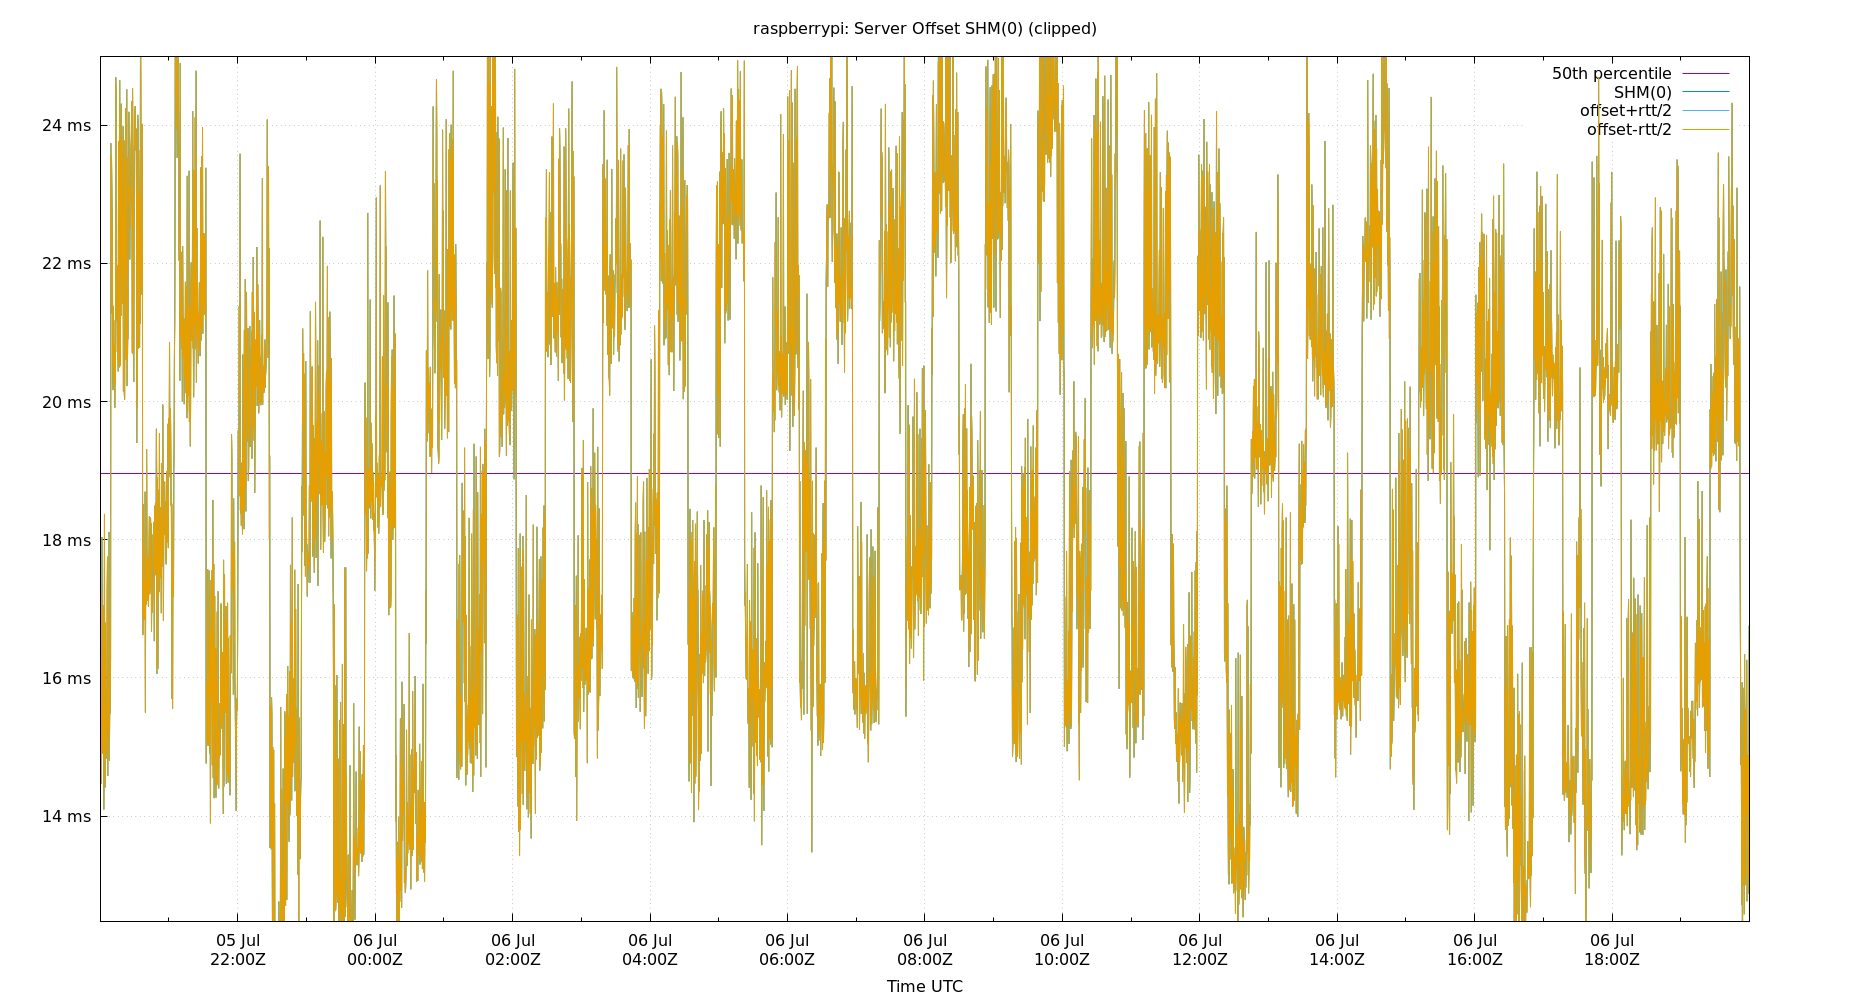 raspberrypi: Server Offset SHM(0) (clipped)
50th percentile
SHM(0)
offset+rtt/2
offset-rtt/2
24 ms
22 ms
20 ms
18 ms
16 ms
14 ms
05 Jul 06 Jul 06 Jul 06 Jul 06 Jul 06 Jul 06 Jul 06 Jul 06 Jul 06 Jul 06 Jul
22:00Z 00:00Z 02:00Z 04:00Z 06:00Z 08:00Z 10:00Z 12:00Z 14:00Z 16:00Z 18:00Z
Time UTC